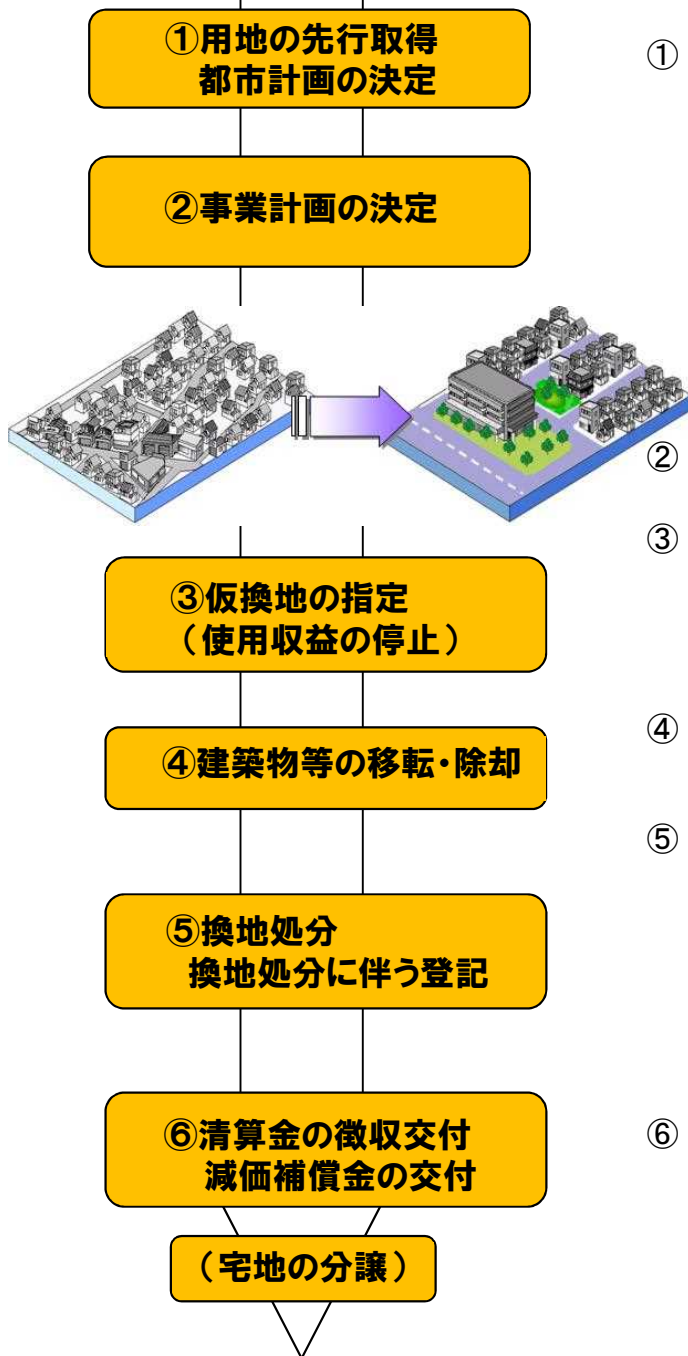 ①用地の先行取得
都市計画の決定
①
②事業計画の決定
②
③
③仮換地の指定
（使用収益の停止）
④
④建築物等の移転・除却
⑤
⑤換地処分
換地処分に伴う登記
⑥清算金の徴収交付
減価補償金の交付
⑥
（宅地の分譲）